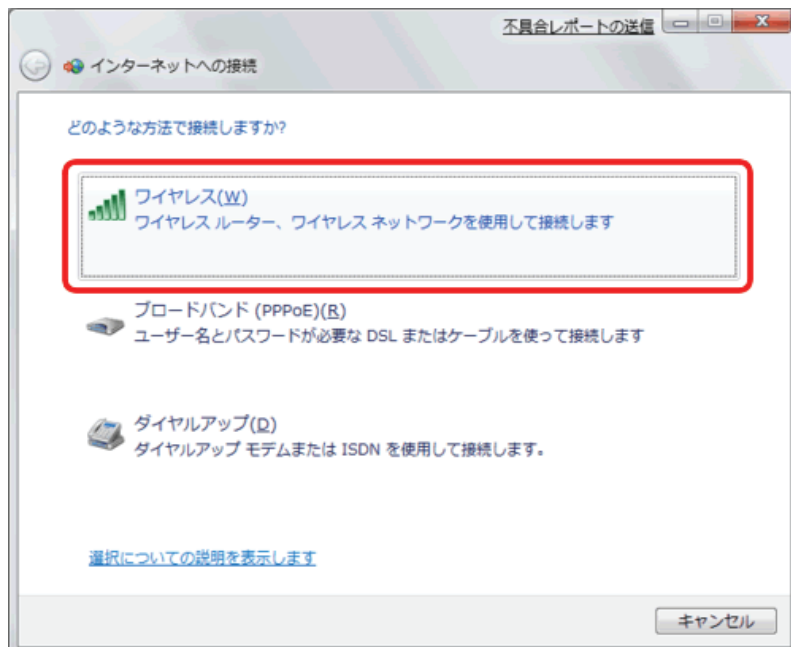 不具合レポートの送信
インターネットへの接続
どのような方法で接続しますか?
ワイヤレス(W)
ワイヤレス ルーター、ワイヤレス ネットワークを使用して接続します
ブロードバンド (PPPoE)(R)
ユーザー名とパスワードが必要な DSL またはケーブルを使って接続します
ダイヤルアップ(D)
ダイヤルアップ モデムまたは ISDN を使用して接続します。
選択についての説明を表示します
キャンセル